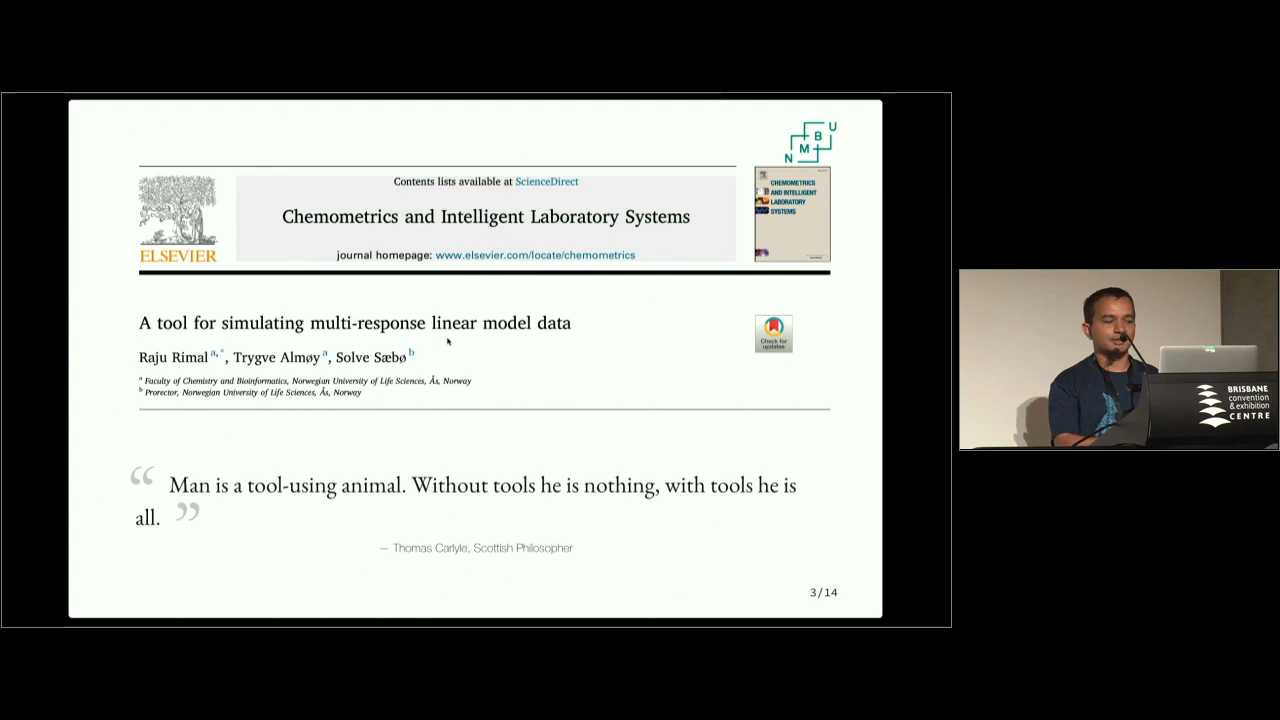 N M B U
Contents lists available at ScienceDirect
Chemometrics and Intelligent Laboratory Systems
journal homepage: www.elsevier.com/locate/chemometrics
ELSEVIER
CHEMOMETRICS
AND INTELLIGENT
LABORATORY
SYSTEMS
A tool for simulating multi-response linear model data
Raju Rimal a,*, Trygve Almøy a, Solve Sæbø b
a Faculty of Chemistry and Bioinformatics, Norwegian University of Life Sciences, Ås, Norway
b Prorector, Norwegian University of Life Sciences, Ås, Norway
Check for
updates
“ Man is a tool-using animal. Without tools he is nothing, with tools he is
all. ”
— Thomas Carlyle, Scottish Philosopher
3/14
BRISBANE
convention
& exhibition
CENTRE